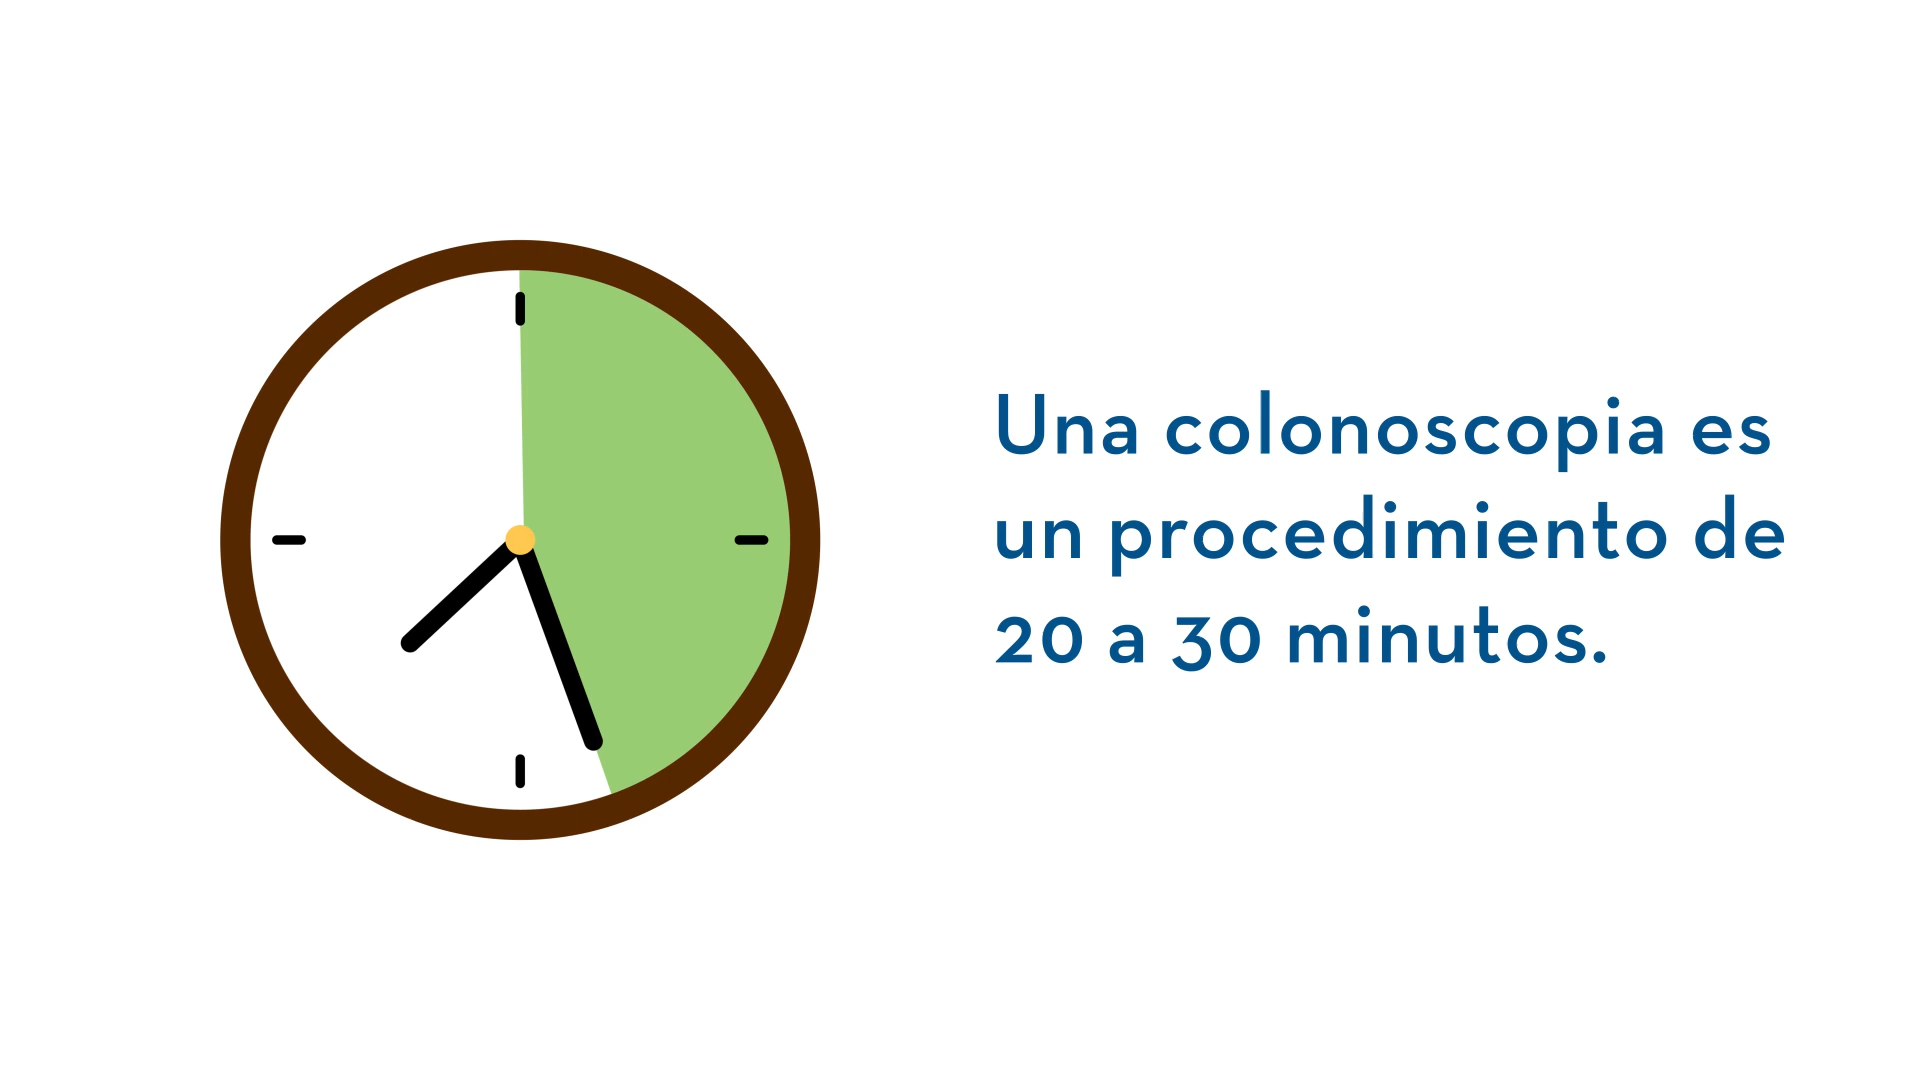 Una colonoscopia es
un procedimiento de
20 a 30 minutos.